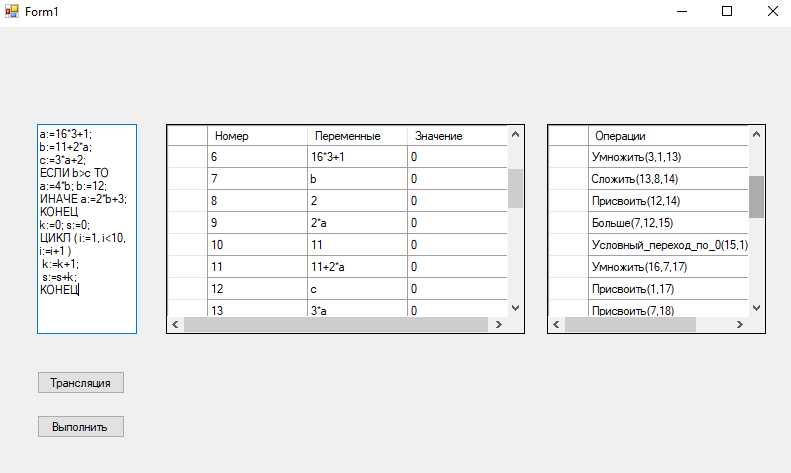 Form1
a:=16*3+1;
b:=11+2*a;
c:=3*a+2;
ЕСЛИ b>c ТО
a:=4*b; b:=12;
ИНАЧЕ a:=2*b+3;
КОНЕЦ
k:=0; s:=0;
ЦИКЛ ( i:=1, i<10,
i:=i+1 )
k:=k+1;
s:=s+k;
КОНЕЦ
Номер Переменные Значение
6 16*3+1 0
7 b 0
8 2 0
9 2*a 0
10 11 0
11 11+2*a 0
12 c 0
13 3*a 0
Операции
Умножить(3,1,13)
Сложить(13,8,14)
Присвоить(12,14)
Больше(7,12,15)
Условный_переход_по_0(15,1)
Умножить(16,7,17)
Присвоить(1,17)
Присвоить(7,18)
Трансляция
Выполнить